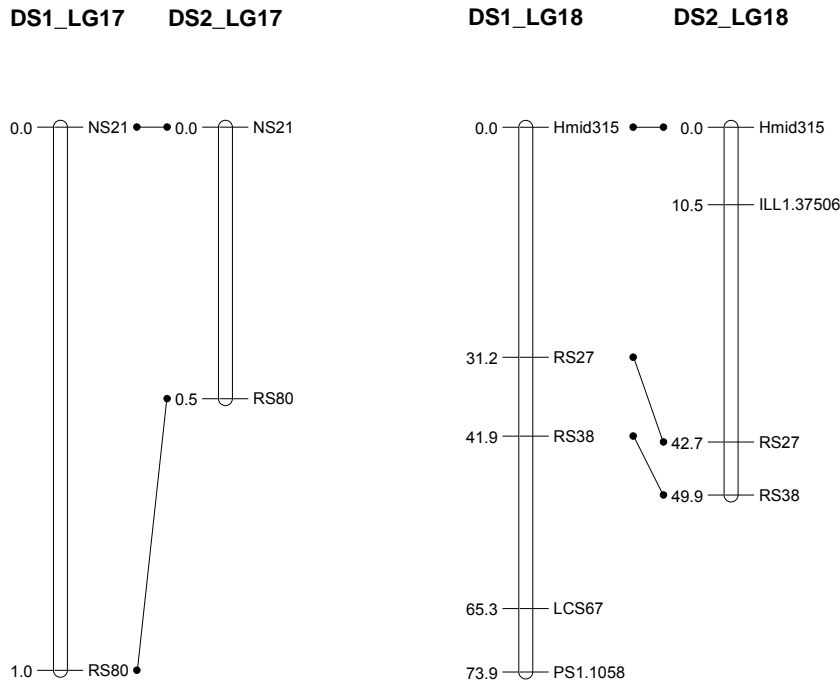 DS1_LG17 DS2_LG17 DS1_LG18 DS2_LG18
0.0 NS21 0.0 NS21 0.0 Hmid315 0.0 Hmid315
10.5 ILL1.37506
31.2 RS27
0.5 RS80
41.9 RS38 42.7 RS27
49.9 RS38
65.3 LCS67
1.0 RS80 73.9 PS1.1058